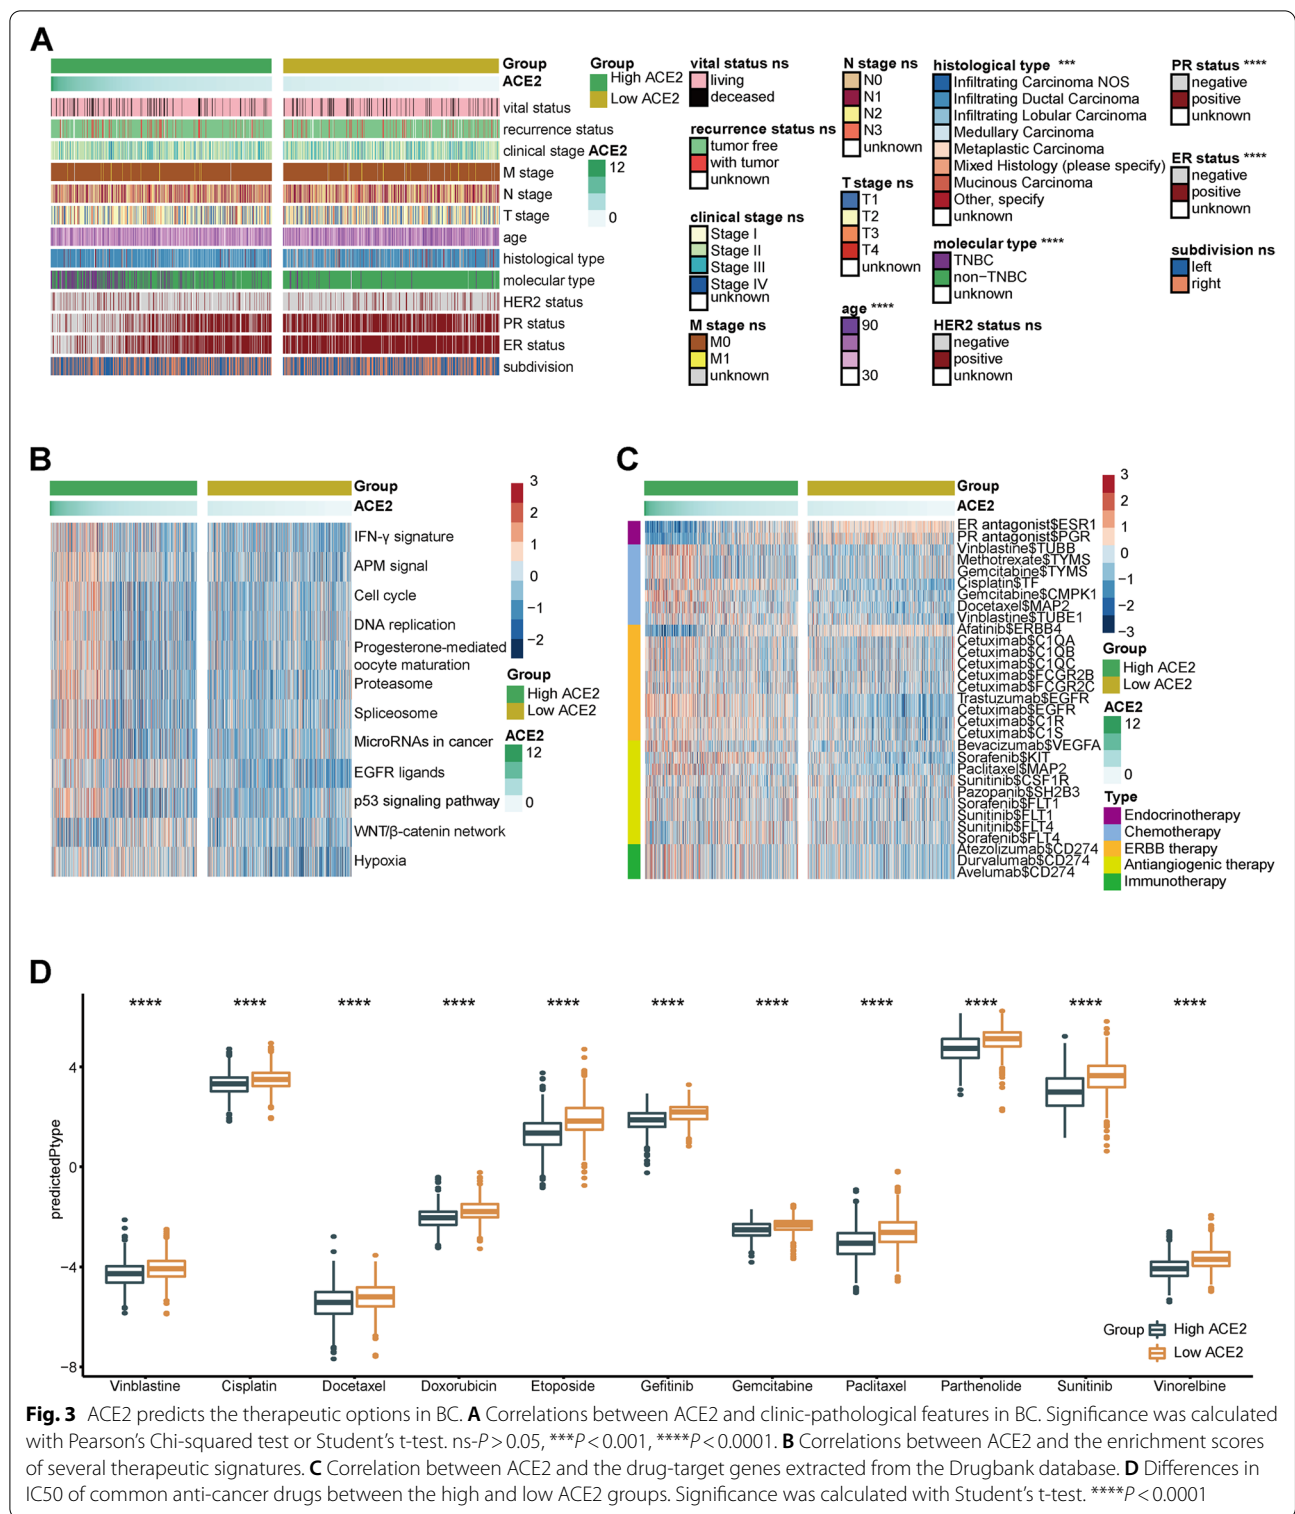 A
Group
ACE2
vital status
recurrence status
clinical stage
M stage
N stage
T stage
age
histological type
molecular type
HER2 status
PR status
ER status
subdivision
Group
High ACE2
Low ACE2
ACE2
12
0
vital status ns
living
deceased
recurrence status ns
tumor free
with tumor
unknown
clinical stage ns
Stage I
Stage II
Stage III
Stage IV
unknown
M stage ns
M0
M1
unknown
N stage ns
N0
N1
N2
N3
unknown
T stage ns
T1
T2
T3
T4
unknown
age ****
90
30
histological type ***
Infiltrating Carcinoma NOS
Infiltrating Ductal Carcinoma
Infiltrating Lobular Carcinoma
Medullary Carcinoma
Metaplastic Carcinoma
Mixed Histology (please specify)
Mucinous Carcinoma
Other, specify
unknown
molecular type ****
TNBC
non-TNBC
unknown
HER2 status ns
negative
positive
unknown
PR status ****
negative
positive
unknown
ER status ****
negative
positive
unknown
subdivision ns
left
right
B
Group
ACE2
IFN-γ signature
APM signal
Cell cycle
DNA replication
Progesterone-mediated
oocyte maturation
Proteasome
Spliceosome
MicroRNAs in cancer
EGFR ligands
p53 signaling pathway
WNT/β-catenin network
Hypoxia
3
2
1
0
−1
−2
Group
High ACE2
Low ACE2
ACE2
12
0
C
Group
ACE2
ER antagonist$ESR1
PR antagonist$PGR
Vinblastine$TUBB
Methotrexate$TYMS
Gemcitabine$TYMS
Cisplatin$TF
Gemcitabine$CMPK1
Docetaxel$MAP2
Vinblastine$TUBE1
Afatinib$ERBB4
Cetuximab$C1QA
Cetuximab$C1QB
Cetuximab$C1QC
Cetuximab$FCGR2B
Cetuximab$FCGR2C
Trastuzumab$EGFR
Cetuximab$EGFR
Cetuximab$C1R
Cetuximab$C1S
Bevacizumab$VEGFA
Sorafenib$KIT
Paclitaxel$MAP2
Sunitinib$CSF1R
Pazopanib$SH2B3
Sorafenib$FLT1
Sunitinib$FLT1
Sunitinib$FLT4
Sorafenib$FLT4
Atezolizumab$CD274
Durvalumab$CD274
Avelumab$CD274
3
2
1
0
−1
−2
−3
Group
High ACE2
Low ACE2
ACE2
12
0
Type
Endocrinotherapy
Chemotherapy
ERBB therapy
Antiangiogenic therapy
Immunotherapy
D
**** **** **** **** **** **** **** **** **** **** ****
predictedPtype
4
0
−4
−8
Group High ACE2
Low ACE2
Vinblastine Cisplatin Docetaxel Doxorubicin Etoposide Gefitinib Gemcitabine Paclitaxel Parthenolide Sunitinib Vinorelbine
Fig. 3 ACE2 predicts the therapeutic options in BC. A Correlations between ACE2 and clinic-pathological features in BC. Significance was calculated
with Pearson's Chi-squared test or Student's t-test. ns-P > 0.05, ***P < 0.001, ****P < 0.0001. B Correlations between ACE2 and the enrichment scores
of several therapeutic signatures. C Correlation between ACE2 and the drug-target genes extracted from the Drugbank database. D Differences in
IC50 of common anti-cancer drugs between the high and low ACE2 groups. Significance was calculated with Student's t-test. ****P < 0.0001